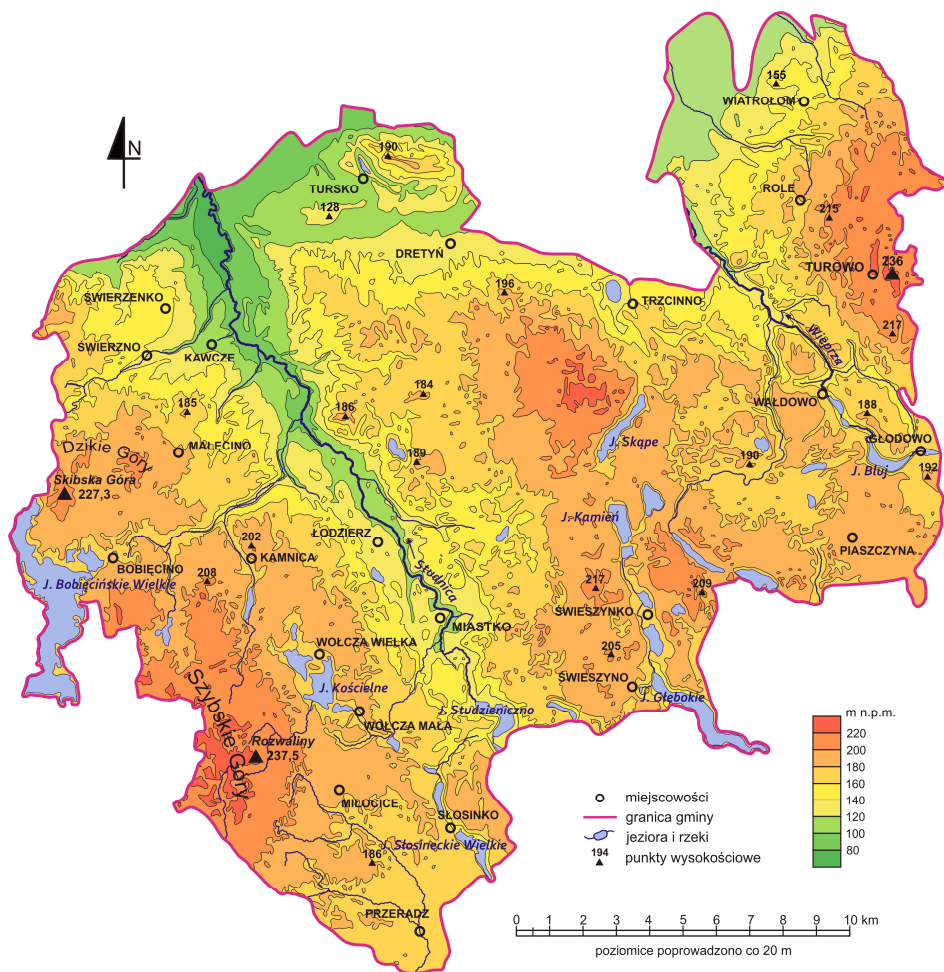 155
WIATROŁOM
N
190
TURSKO
128
ROLE
215
DRETYŃ
TUROWO
236
196
TRZCINNO
ŚWIERZENKO
Wieprza
217
ŚWIERZNO
KAWCZE
WAŁDOWO
184
186
185
188
J. Skąpe
GŁODOWO
Dzikie Góry
MALĘCINO
189
190
J. Bluj
192
Skibska Góra
227,3
J. Kamień
ŁODZIERZ
202
KAMNICA
PIASZCZYNA
BOBIĘCINO
J. Bobięcińskie Wielkie
208
Studnica
217
209
ŚWIESZYNKO
MIASTKO
WOŁCZA WIELKA
205
Szybskie Góry
J. Kościelne
ŚWIESZYNO
J. Głębokie
J. Studzieniczno
WOŁCZA MAŁA
Rozwaliny
237,5
m n.p.m.
220
200
180
160
140
120
100
80
MIŁOCICE
miejscowości
granica gminy
SŁOSINKO
jeziora i rzeki
J. Słosineckie Wielkie
194
punkty wysokościowe
186
PRZERADZ
0 1 2 3 4 5 6 7 8 9 10 km
poziomice poprowadzono co 20 m